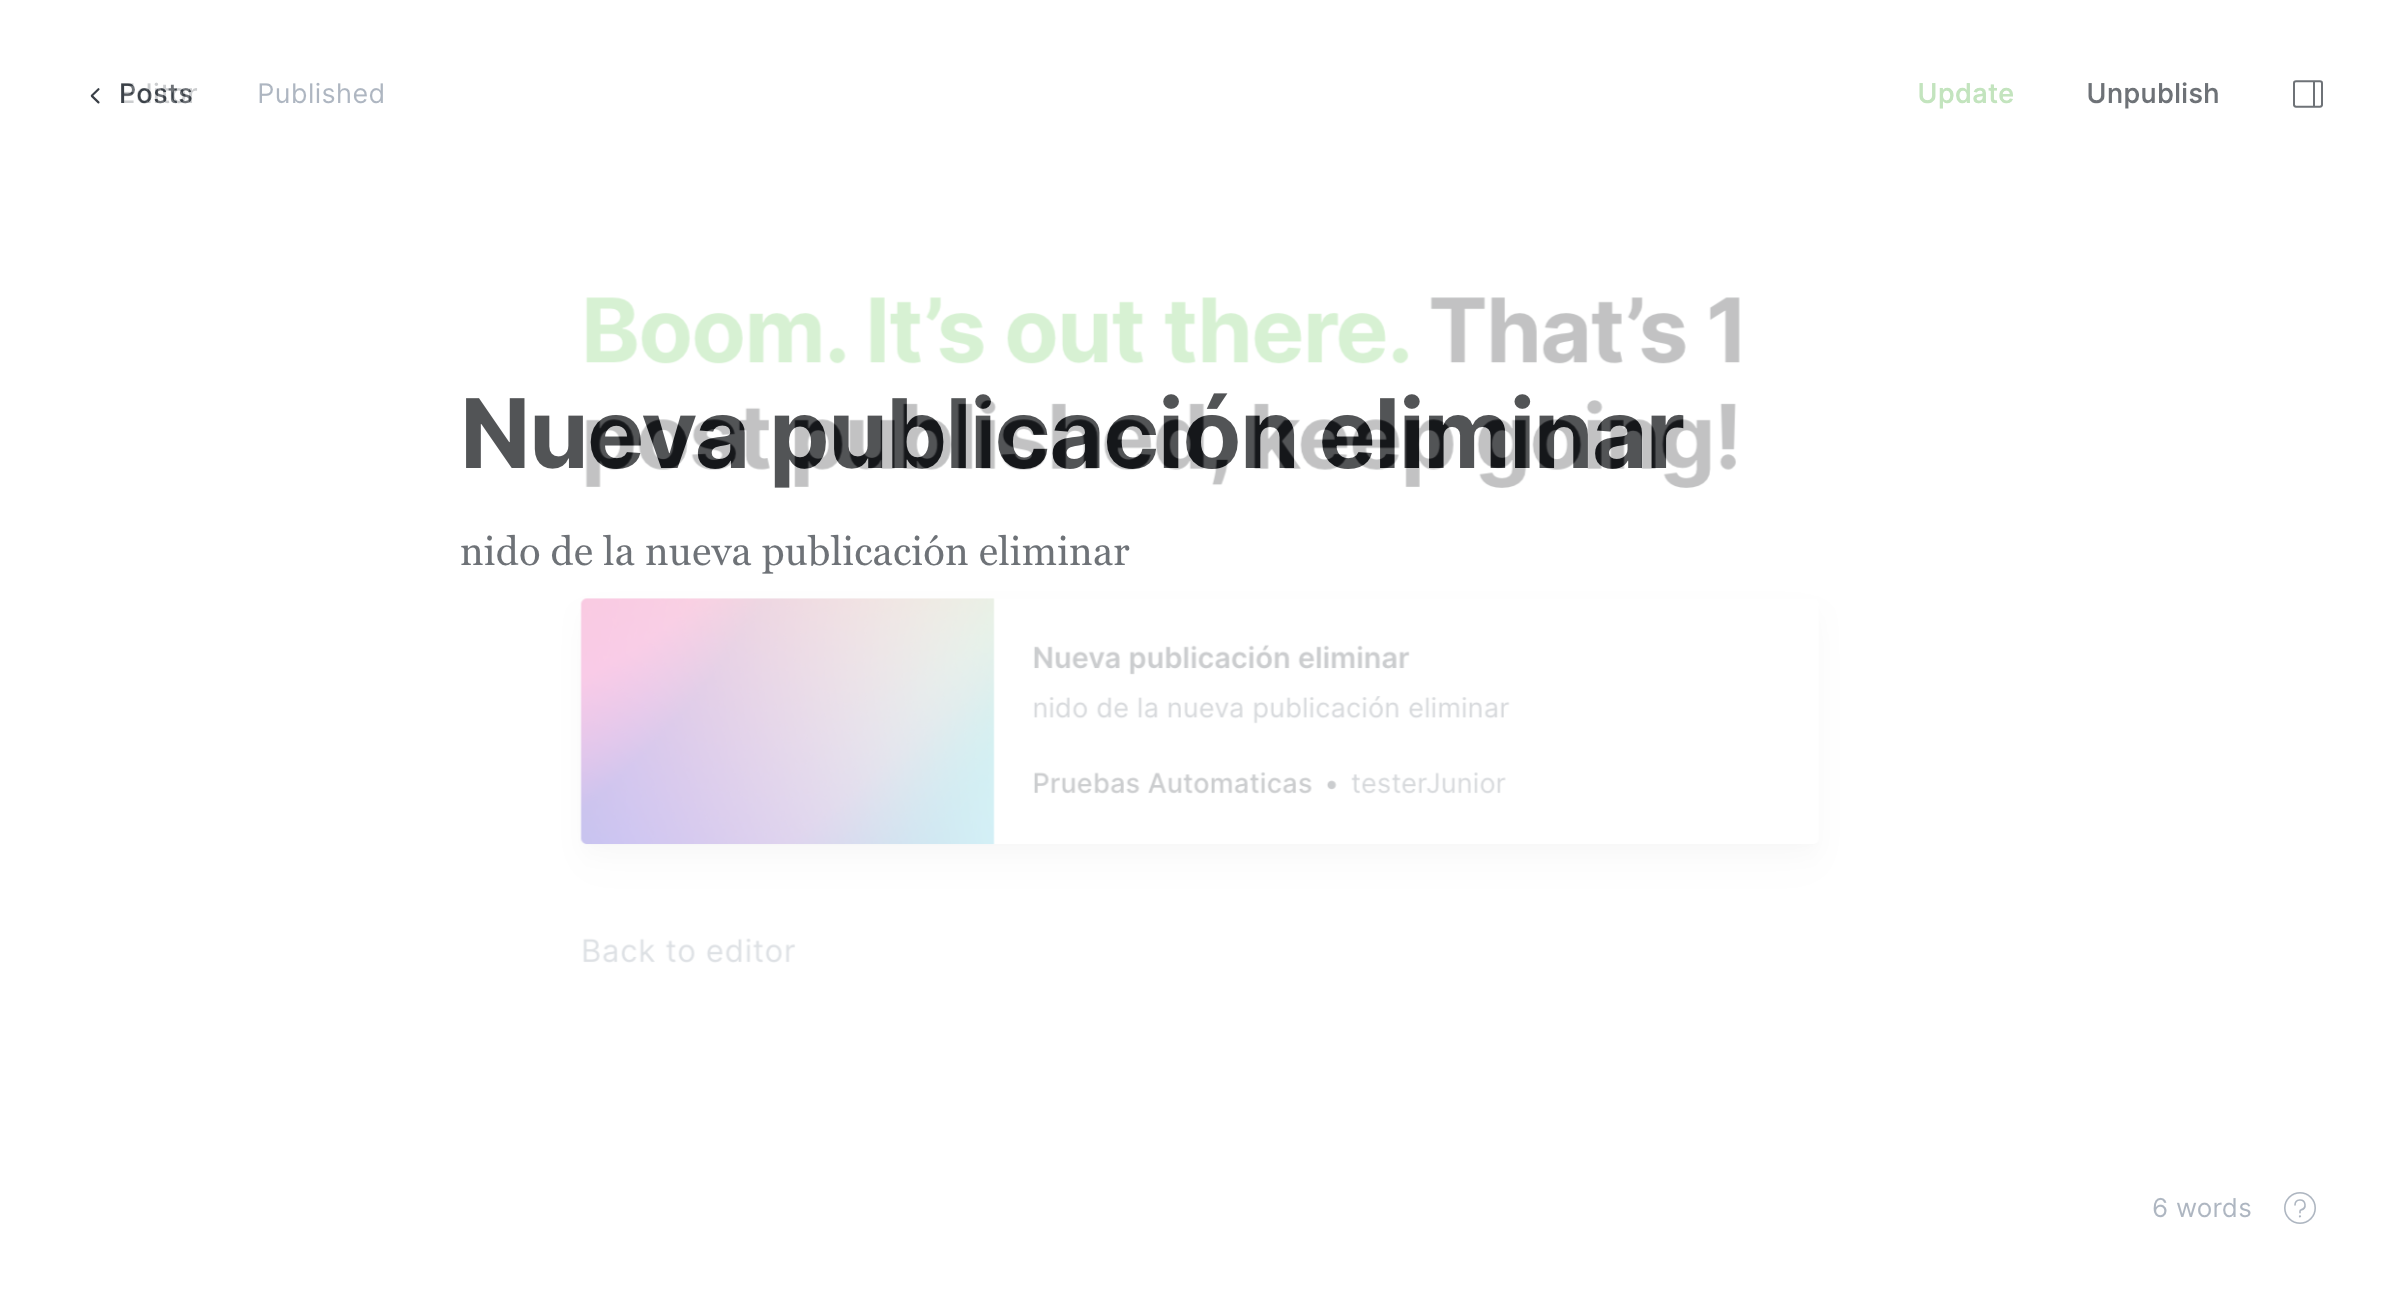 Posts
Editor
Published
Update
Unpublish
Boom. It’s out there. That’s 1
post published, keep going!
Nueva publicación eliminar
nido de la nueva publicación eliminar
Nueva publicación eliminar
nido de la nueva publicación eliminar
Pruebas Automaticas • testerJunior
Back to editor
6 words